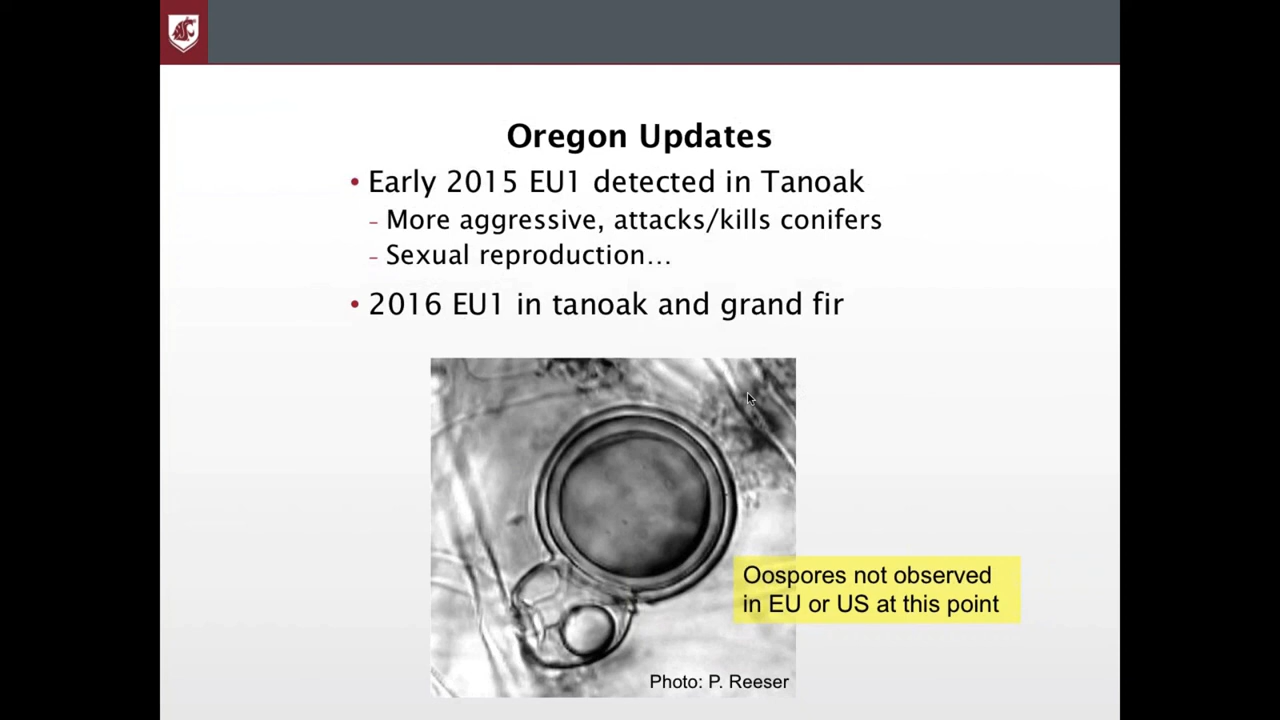 Oregon Updates
• Early 2015 EU1 detected in Tanoak
– More aggressive, attacks/kills conifers
– Sexual reproduction…
• 2016 EU1 in tanoak and grand fir
Oospores not observed
in EU or US at this point
Photo: P. Reeser